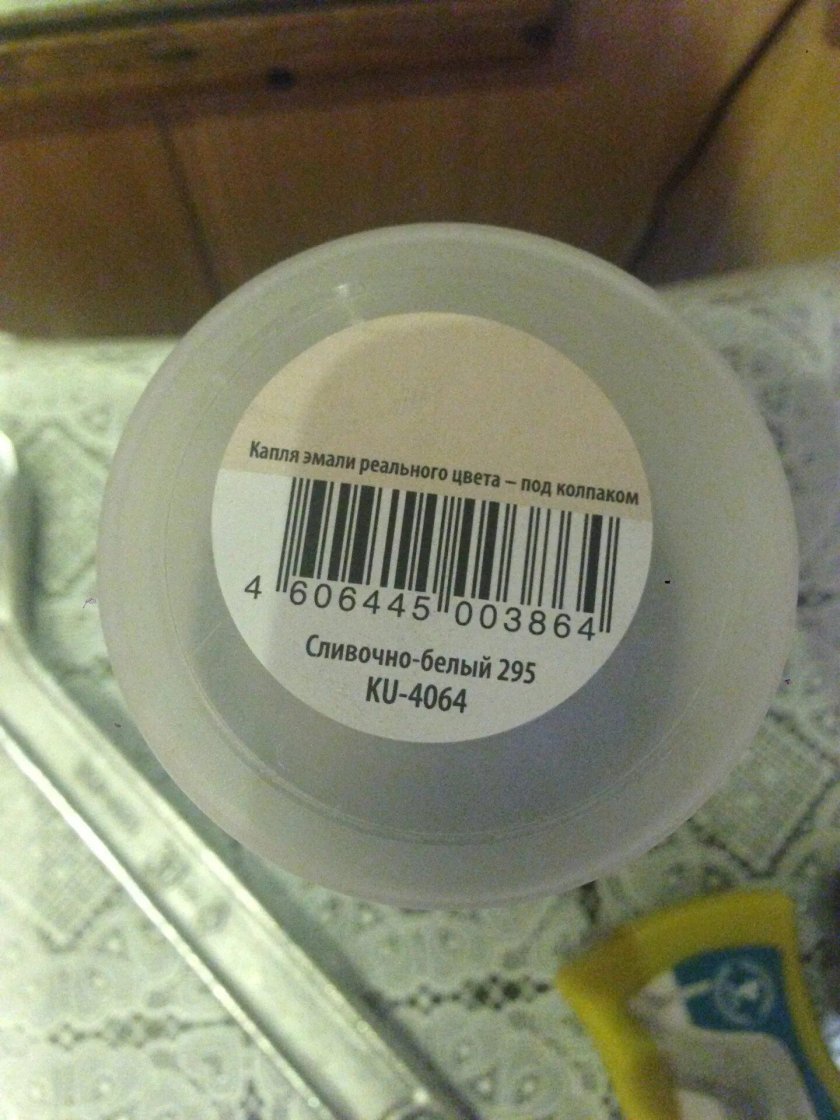 Капля эмали реального цвета – под колпаком
4 606445 003864
Сливочно-белый 295
KU-4064